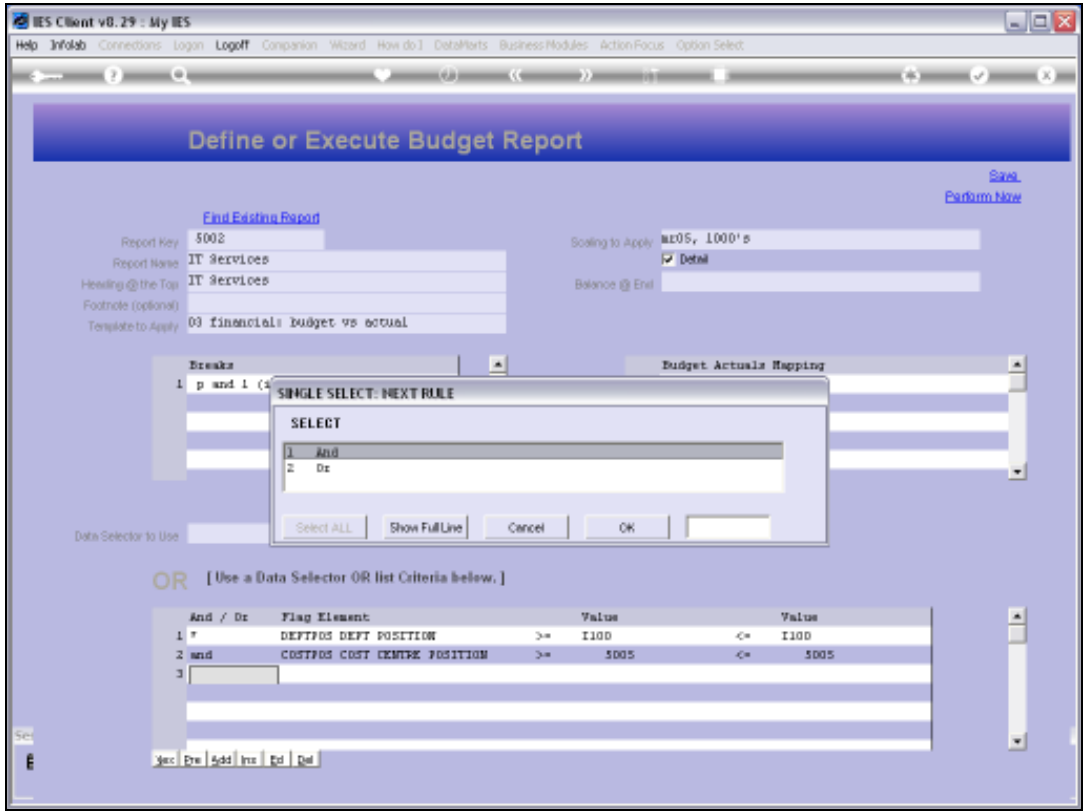 IES Client v8.29 : My IES
Help Infolab Connections Logon Logoff Companion Wizard How do I DataMarts Business Modules Action Focus Option Select
Define or Execute Budget Report
Save
Perform Now
Find Existing Report
Report Key 5002
Scaling to Apply mr05, 1000's
Report Name IT Services
Detail
Heading @ the Top IT Services
Balance @ End
Footnote (optional)
Template to Apply 03 financial: budget vs actual
Breaks
Budget Actuals Mapping
1 p and l (i
SINGLE SELECT: NEXT RULE
SELECT
1 And
2 Or
Select ALL Show Full Line Cancel OK
Data Selector to Use
OR [ Use a Data Selector OR list Criteria below. ]
And / Or Flag Element Value Value
1 * DEPTPOS DEPT POSITION >= I100 <= I100
2 and COSTPOS COST CENTRE POSITION >= 5005 <= 5005
3
Pre Add Ins Ed Del